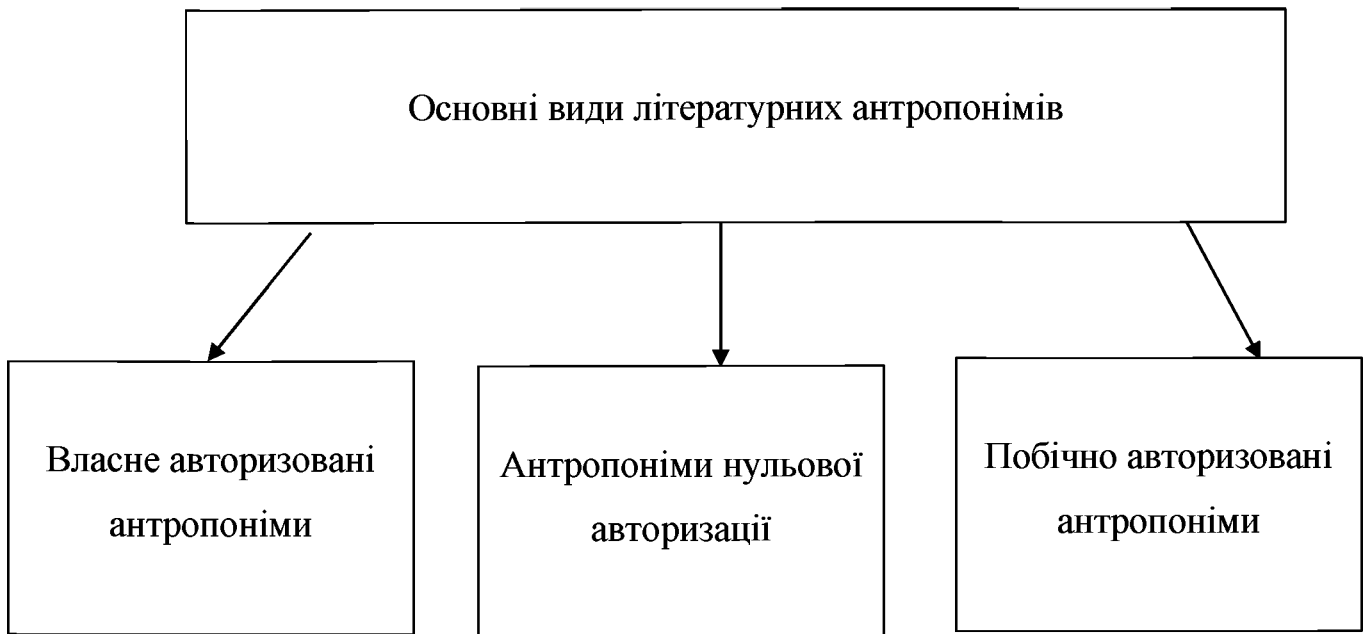 Основні види літературних антропонімів
Власне авторизовані
антропоніми
Антропоніми нульової
авторизації
Побічно авторизовані
антропоніми